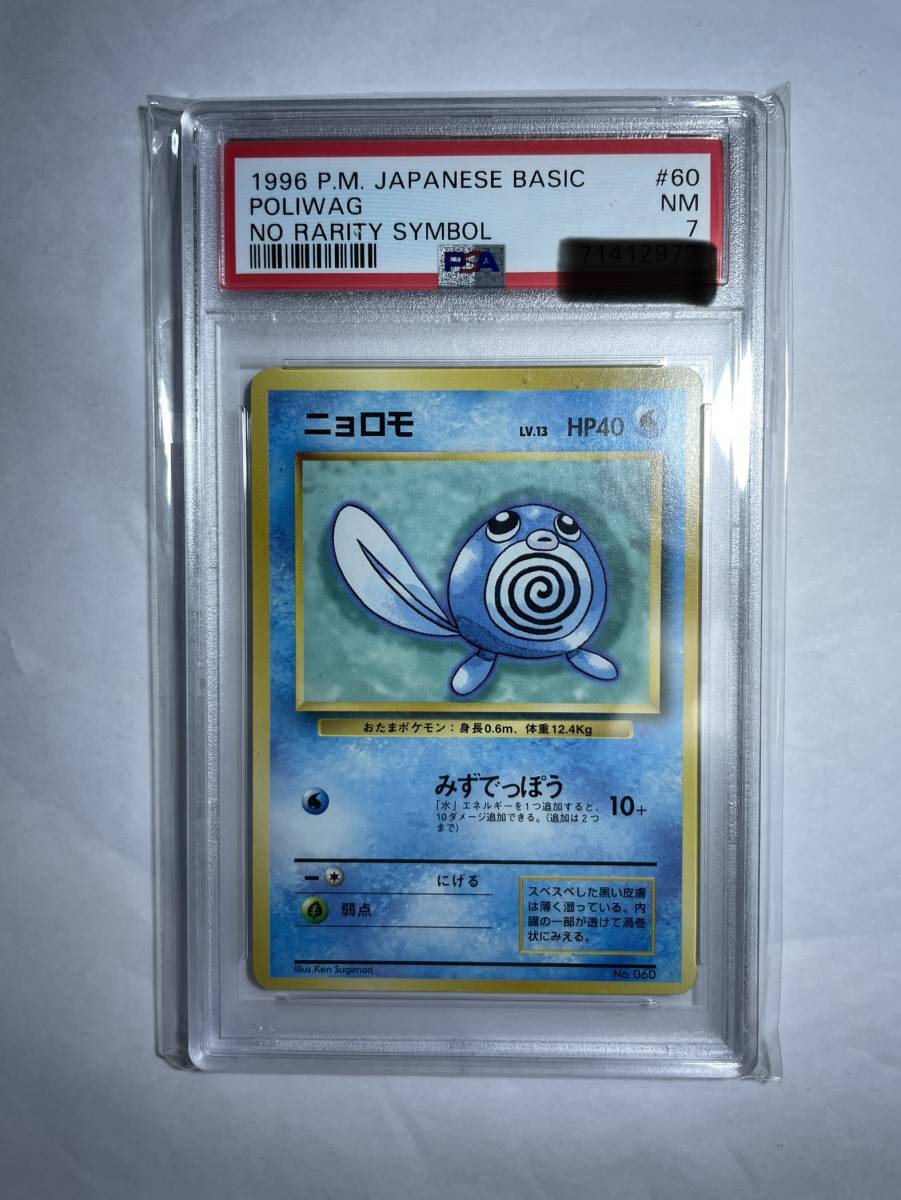 1996 P.M. JAPANESE BASIC #60
POLIWAG NM
NO RARITY SYMBOL 7
PSA
71412972
ニョロモ LV.13 HP40
おたまポケモン：身長0.6m、体重12.4Kg
みずでっぽう
「水」エネルギーを1つ追加すると、
10ダメージ追加できる。（追加は2つ
まで）
10+
− にげる
弱点
スベスベした黒い皮膚
は薄く湿っている。内
臓の一部が透けて渦巻
状にみえる。
Illus.Ken Sugimori No. 060